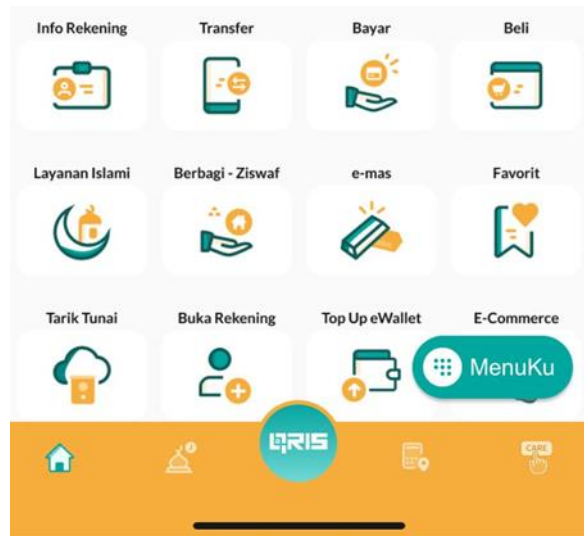 Info Rekening Transfer Bayar Beli
Layanan Islami Berbagi - Ziswaf e-mas Favorit
Tarik Tunai Buka Rekening Top Up eWallet E-Commerce
MenuKu
QRIS
CARE